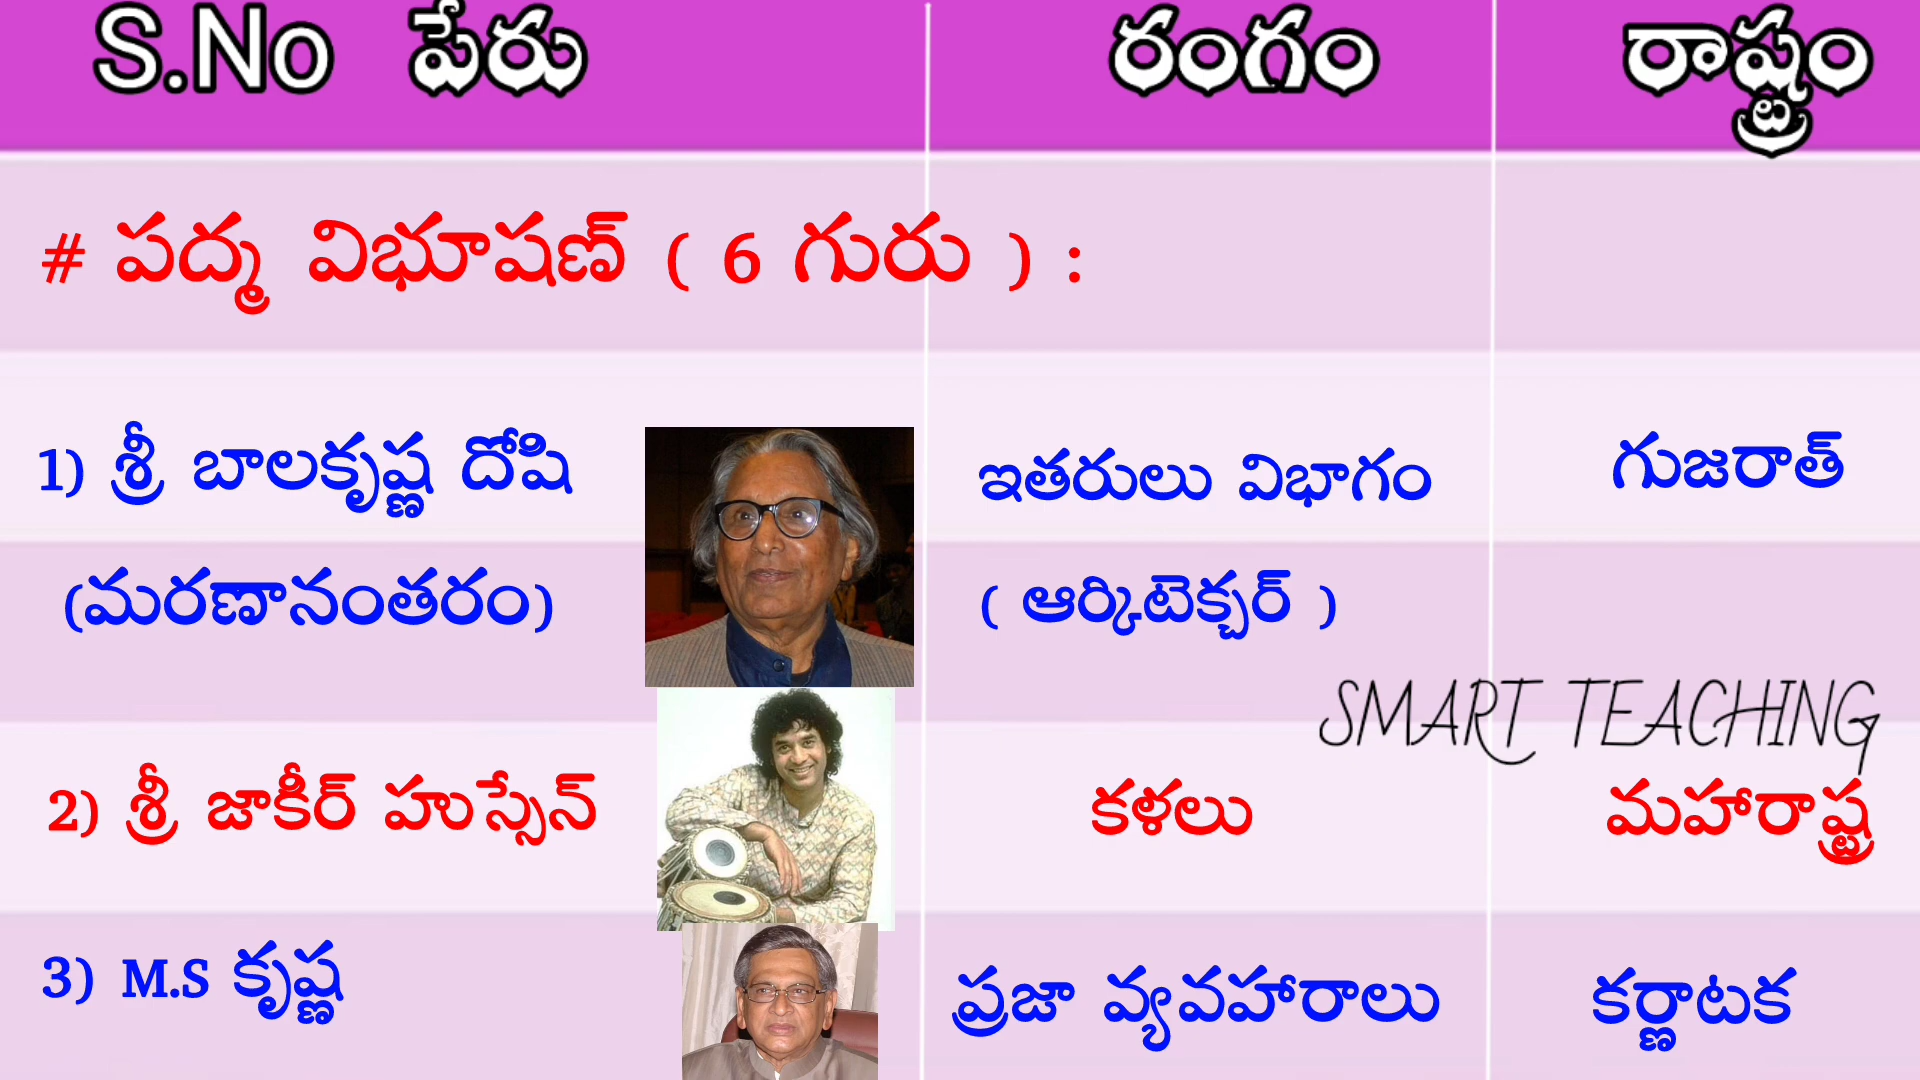 S.No పేరు రంగం రాష్ట్రం
# పద్మ విభూషణ్ ( 6 గురు ) :
1) శ్రీ బాలకృష్ణ దోషి ఇతరులు విభాగం గుజరాత్
(మరణానంతరం) ( ఆర్కిటెక్చర్ )
SMART TEACHING
2) శ్రీ జాకీర్ హుస్సేన్ కళలు మహారాష్ట్ర
3) M.S కృష్ణ ప్రజా వ్యవహారాలు కర్ణాటక